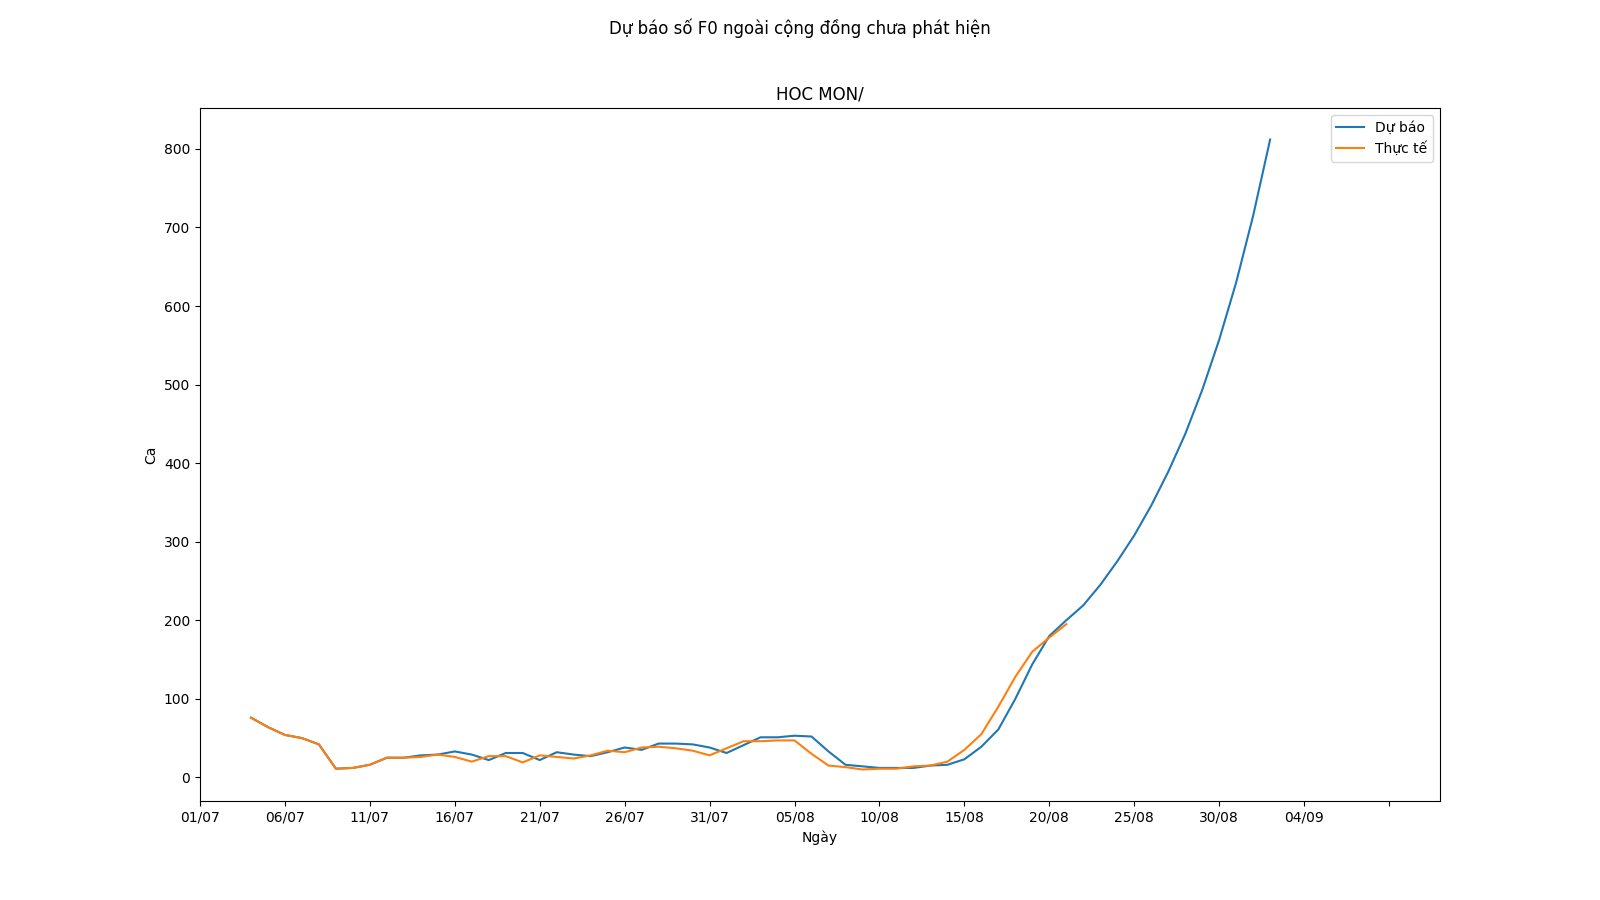 Dự báo số F0 ngoài cộng đồng chưa phát hiện
HOC MON/
Dự báo
Thực tế
800
700
600
500
400
300
200
100
0
Ca
01/07 06/07 11/07 16/07 21/07 26/07 31/07 05/08 10/08 15/08 20/08 25/08 30/08 04/09
Ngày